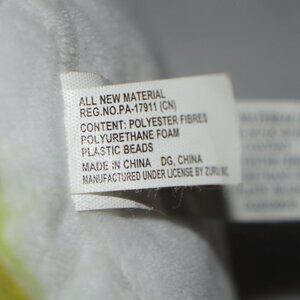 ALL NEW MATERIAL
REG.NO.PA-17911 (CN)
CONTENT: POLYESTER FIBRES
POLYURETHANE FOAM
PLASTIC BEADS
MADE IN CHINA DG, CHINA
MANUFACTURED UNDER LICENSE BY ZURU INC.